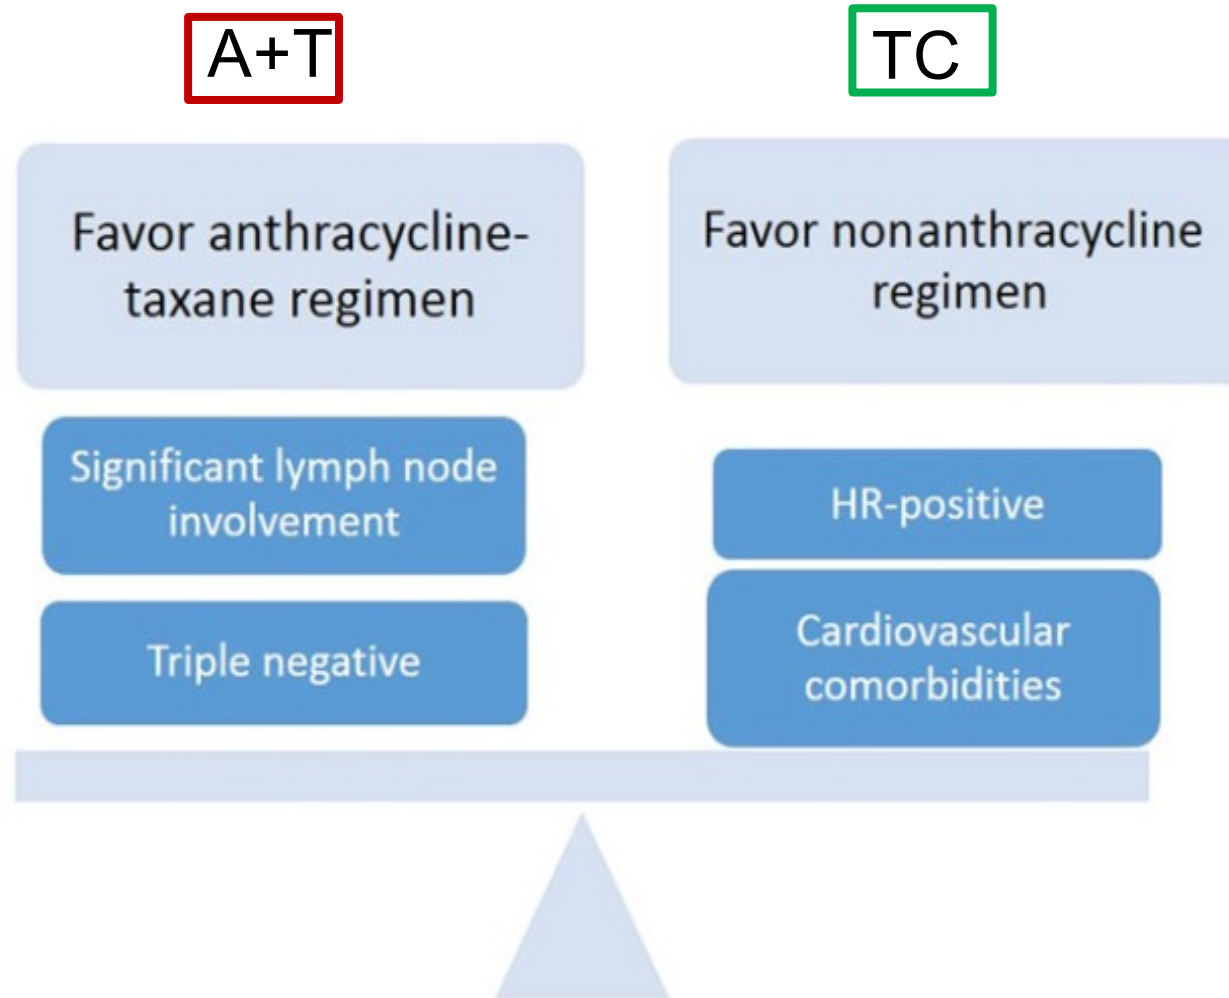 A+T
TC
Favor anthracycline-
taxane regimen
Favor nonanthracycline
regimen
Significant lymph node
involvement
HR-positive
Triple negative
Cardiovascular
comorbidities